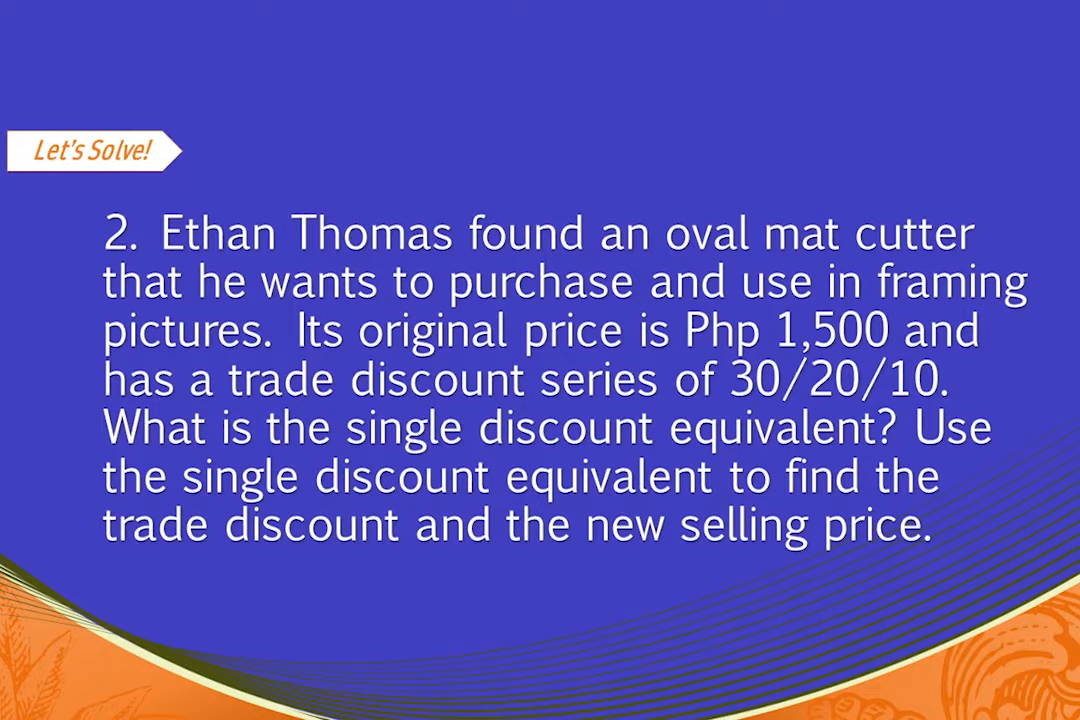 Let's Solve!
2. Ethan Thomas found an oval mat cutter
that he wants to purchase and use in framing
pictures. Its original price is Php 1,500 and
has a trade discount series of 30/20/10.
What is the single discount equivalent? Use
the single discount equivalent to find the
trade discount and the new selling price.